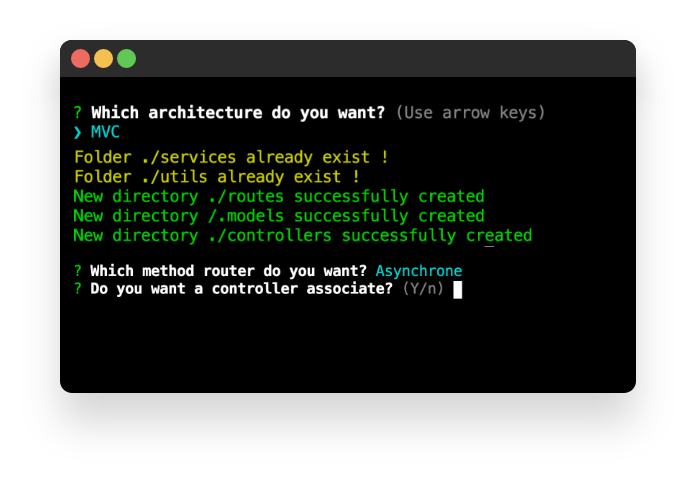 ? Which architecture do you want? (Use arrow keys)
❯ MVC
Folder ./services already exist !
Folder ./utils already exist !
New directory ./routes successfully created
New directory /.models successfully created
New directory ./controllers successfully created
? Which method router do you want? Asynchrone
? Do you want a controller associate? (Y/n)